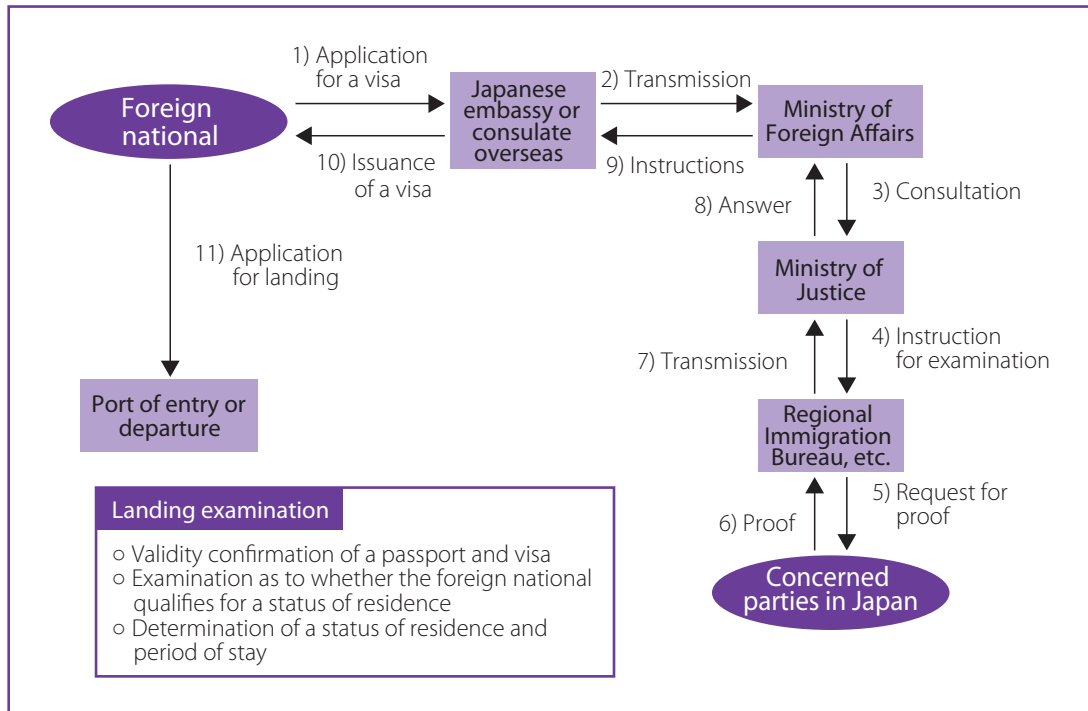 1) Application
for a visa
Foreign
national
Japanese
embassy or
consulate
overseas
2) Transmission
Ministry of
Foreign Affairs
10) Issuance
of a visa
9) Instructions
8) Answer
3) Consultation
11) Application
for landing
Ministry of
Justice
7) Transmission
4) Instruction
for examination
Port of entry or
departure
Regional
Immigration
Bureau, etc.
5) Request for
proof
6) Proof
Concerned
parties in Japan
Landing examination
○ Validity confirmation of a passport and visa
○ Examination as to whether the foreign national
qualifies for a status of residence
○ Determination of a status of residence and
period of stay